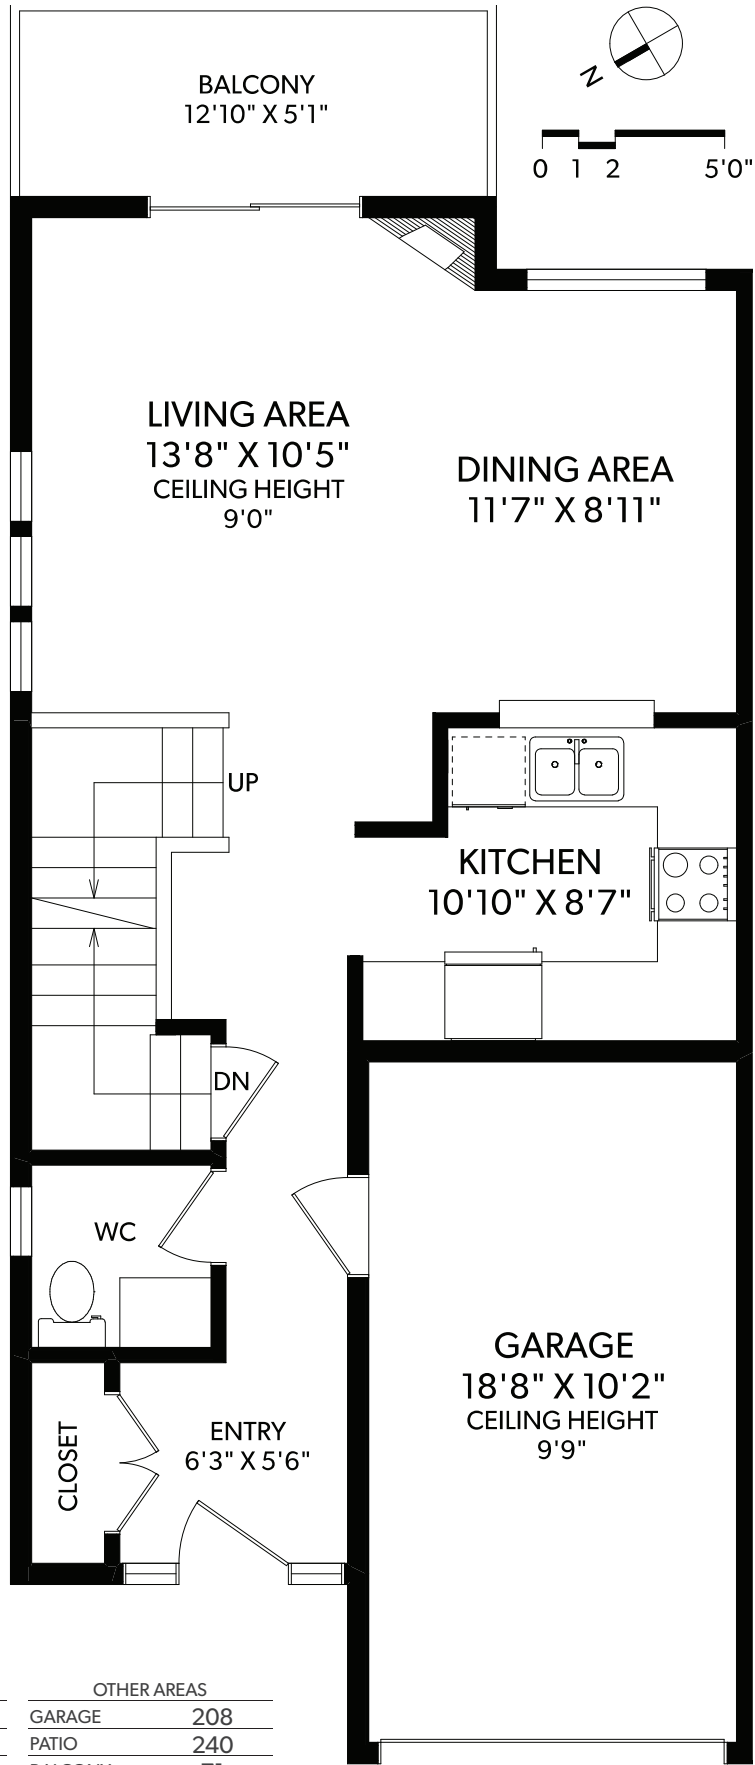 BALCONY
12'10" X 5'1"
N
0 1 2 5'0"
LIVING AREA
13'8" X 10'5"
CEILING HEIGHT
9'0"
DINING AREA
11'7" X 8'11"
UP
KITCHEN
10'10" X 8'7"
DN
WC
GARAGE
18'8" X 10'2"
CEILING HEIGHT
9'9"
CLOSET
ENTRY
6'3" X 5'6"
OTHER AREAS
GARAGE 208
PATIO 240